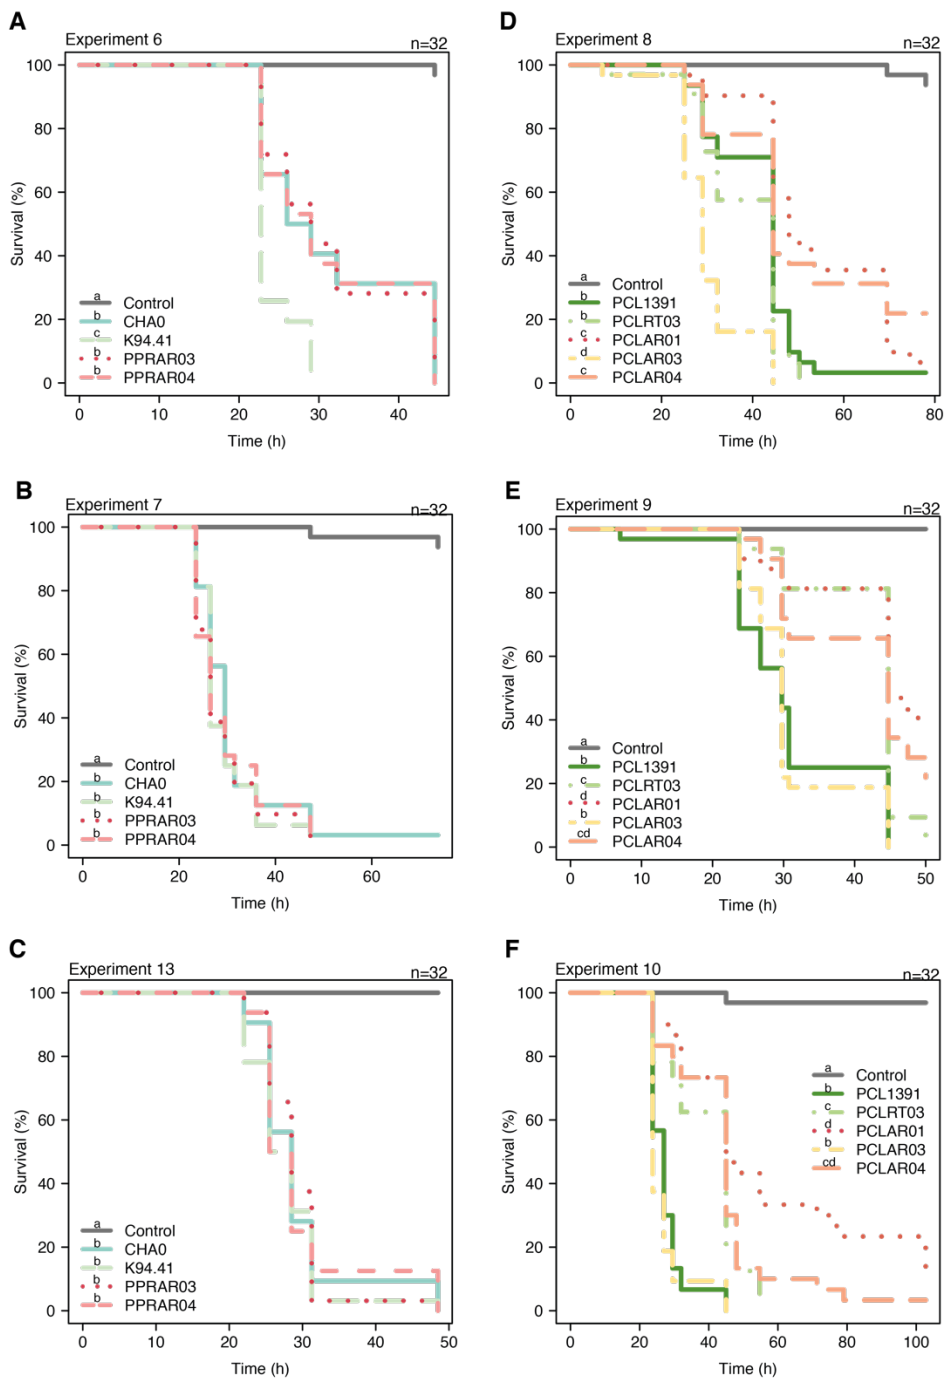 A
Experiment 6
n=32
100
80
60
40
20
0
Survival (%)
a Control
b CHA0
c K94.41
b PPRAR03
b PPRAR04
0 10 20 30 40
Time (h)
B
Experiment 7
n=32
100
80
60
40
20
0
Survival (%)
a Control
b CHA0
b K94.41
b PPRAR03
b PPRAR04
0 20 40 60
Time (h)
C
Experiment 13
n=32
100
80
60
40
20
0
Survival (%)
a Control
b CHA0
b K94.41
b PPRAR03
b PPRAR04
0 10 20 30 40 50
Time (h)
D
Experiment 8
n=32
100
80
60
40
20
0
Survival (%)
a Control
b PCL1391
b PCLRT03
c PCLAR01
d PCLAR03
c PCLAR04
0 20 40 60 80
Time (h)
E
Experiment 9
n=32
100
80
60
40
20
0
Survival (%)
a Control
b PCL1391
c PCLRT03
d PCLAR01
b PCLAR03
cd PCLAR04
0 10 20 30 40 50
Time (h)
F
Experiment 10
n=32
100
80
60
40
20
0
Survival (%)
a Control
b PCL1391
c PCLRT03
d PCLAR01
b PCLAR03
cd PCLAR04
0 20 40 60 80 100
Time (h)